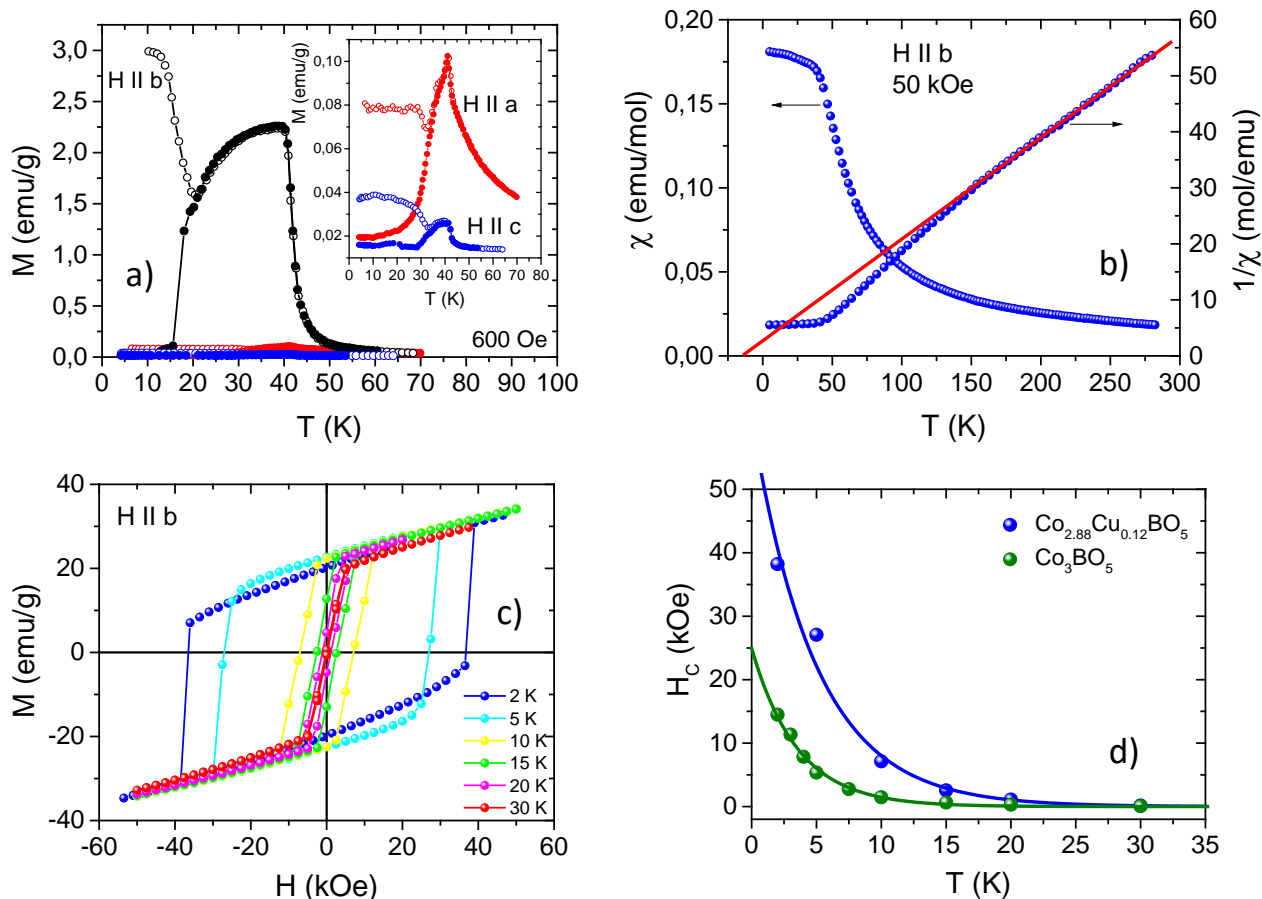 3,0
2,5
2,0
1,5
1,0
0,5
0,0
M (emu/g)
H II b
a)
600 Oe
0 10 20 30 40 50 60 70 80 90 100
T (K)
0,10
0,08
0,06
0,04
0,02
M (emu/g)
H II a
H II c
0 10 20 30 40 50 60 70 80
T (K)
0,20
0,15
0,10
0,05
0,00
χ (emu/mol)
H II b
50 kOe
b)
60
50
40
30
20
10
0
1/χ (mol/emu)
0 50 100 150 200 250 300
T (K)
40
20
0
-20
-40
M (emu/g)
H II b
c)
2 K
5 K
10 K
15 K
20 K
30 K
-60 -40 -20 0 20 40 60
H (kOe)
50
40
30
20
10
0
H_C (kOe)
Co_2.88Cu_0.12BO_5
Co_3BO_5
d)
0 5 10 15 20 25 30 35
T (K)